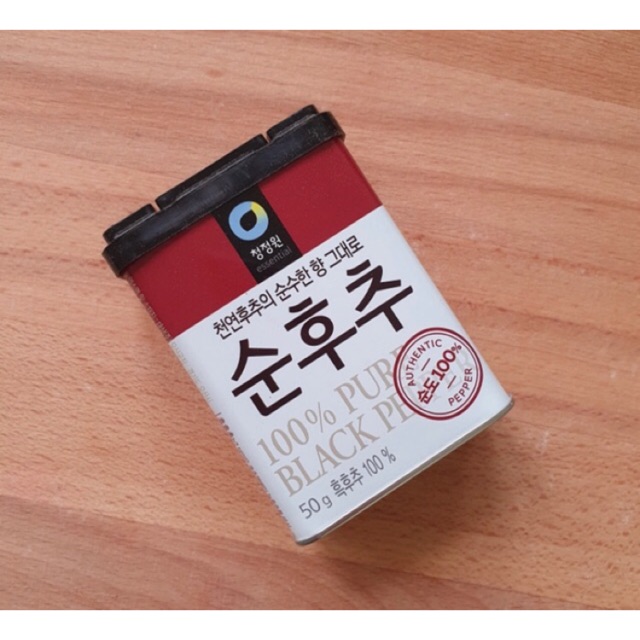 청정원
essential
천연후추의 순수한 향 그대로
순후추
100% PURE
BLACK PE
AUTHENTIC
순도100%
PEPPER
50g 흑후추 100%